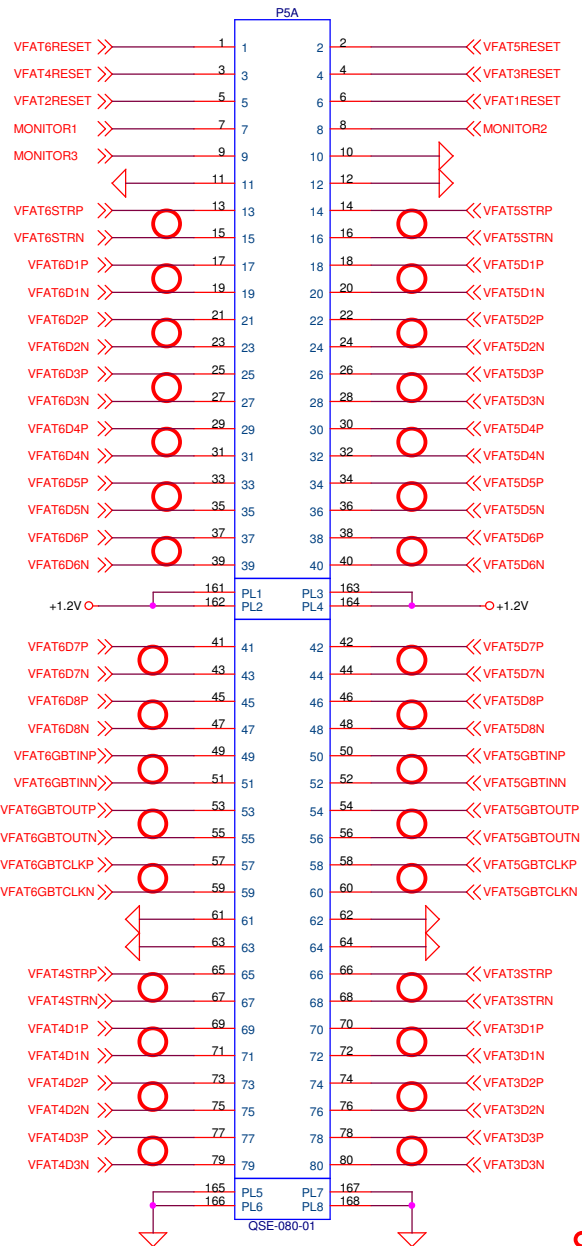 P5A
VFAT6RESET 1 1 2 2 VFAT5RESET
VFAT4RESET 3 3 4 4 VFAT3RESET
VFAT2RESET 5 5 6 6 VFAT1RESET
MONITOR1 7 7 8 8 MONITOR2
MONITOR3 9 9 10 10
11 11 12 12
VFAT6STRP 13 13 14 14 VFAT5STRP
VFAT6STRN 15 15 16 16 VFAT5STRN
VFAT6D1P 17 17 18 18 VFAT5D1P
VFAT6D1N 19 19 20 20 VFAT5D1N
VFAT6D2P 21 21 22 22 VFAT5D2P
VFAT6D2N 23 23 24 24 VFAT5D2N
VFAT6D3P 25 25 26 26 VFAT5D3P
VFAT6D3N 27 27 28 28 VFAT5D3N
VFAT6D4P 29 29 30 30 VFAT5D4P
VFAT6D4N 31 31 32 32 VFAT5D4N
VFAT6D5P 33 33 34 34 VFAT5D5P
VFAT6D5N 35 35 36 36 VFAT5D5N
VFAT6D6P 37 37 38 38 VFAT5D6P
VFAT6D6N 39 39 40 40 VFAT5D6N
161 PL1 PL3 163
+1.2V 162 PL2 PL4 164 +1.2V
VFAT6D7P 41 41 42 42 VFAT5D7P
VFAT6D7N 43 43 44 44 VFAT5D7N
VFAT6D8P 45 45 46 46 VFAT5D8P
VFAT6D8N 47 47 48 48 VFAT5D8N
VFAT6GBTINP 49 49 50 50 VFAT5GBTINP
VFAT6GBTINN 51 51 52 52 VFAT5GBTINN
VFAT6GBTOUTP 53 53 54 54 VFAT5GBTOUTP
VFAT6GBTOUTN 55 55 56 56 VFAT5GBTOUTN
VFAT6GBTCLKP 57 57 58 58 VFAT5GBTCLKP
VFAT6GBTCLKN 59 59 60 60 VFAT5GBTCLKN
61 61 62 62
63 63 64 64
VFAT4STRP 65 65 66 66 VFAT3STRP
VFAT4STRN 67 67 68 68 VFAT3STRN
VFAT4D1P 69 69 70 70 VFAT3D1P
VFAT4D1N 71 71 72 72 VFAT3D1N
VFAT4D2P 73 73 74 74 VFAT3D2P
VFAT4D2N 75 75 76 76 VFAT3D2N
VFAT4D3P 77 77 78 78 VFAT3D3P
VFAT4D3N 79 79 80 80 VFAT3D3N
165 PL5 PL7 167
166 PL6 PL8 168
QSE-080-01